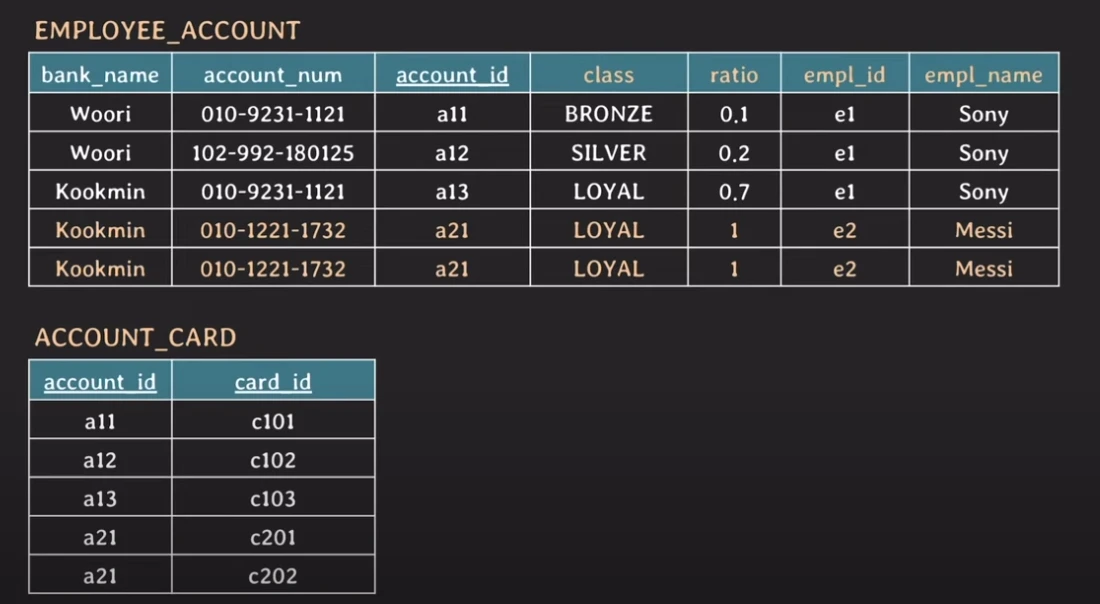 EMPLOYEE_ACCOUNT
bank_name account_num account_id class ratio empl_id empl_name
Woori 010-9231-1121 a11 BRONZE 0.1 e1 Sony
Woori 102-992-180125 a12 SILVER 0.2 e1 Sony
Kookmin 010-9231-1121 a13 LOYAL 0.7 e1 Sony
Kookmin 010-1221-1732 a21 LOYAL 1 e2 Messi
Kookmin 010-1221-1732 a21 LOYAL 1 e2 Messi
ACCOUNT_CARD
account_id card_id
a11 c101
a12 c102
a13 c103
a21 c201
a21 c202